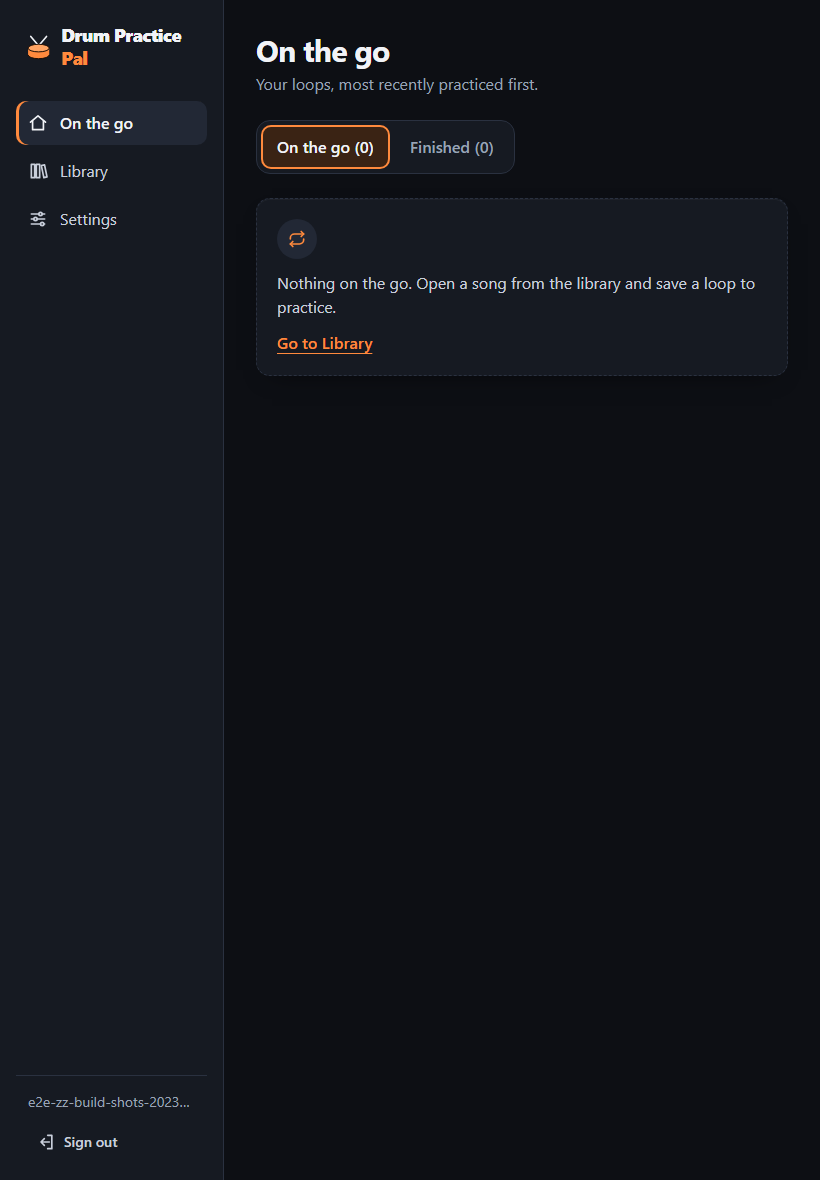 Drum Practice
Pal
On the go
Library
Settings
e2e-zz-build-shots-2023...
Sign out
On the go
Your loops, most recently practiced first.
On the go (0)
Finished (0)
Nothing on the go. Open a song from the library and save a loop to
practice.
Go to Library